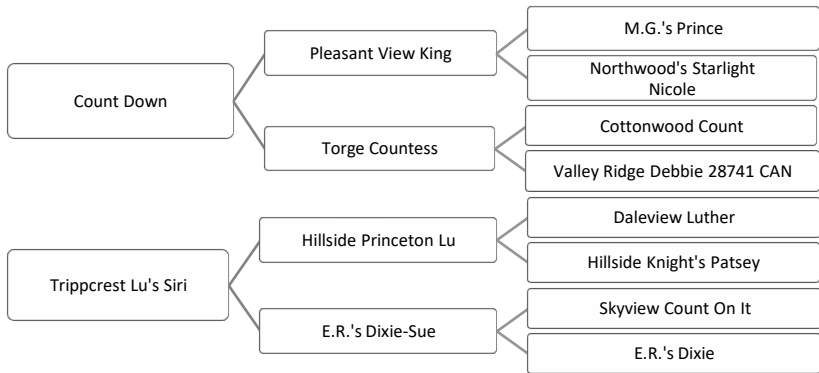 M.G.'s Prince
Pleasant View King
Northwood's Starlight
Nicole
Count Down
Cottonwood Count
Torge Countess
Valley Ridge Debbie 28741 CAN
Daleview Luther
Hillside Princeton Lu
Hillside Knight's Patsey
Trippcrest Lu's Siri
Skyview Count On It
E.R.'s Dixie-Sue
E.R.'s Dixie